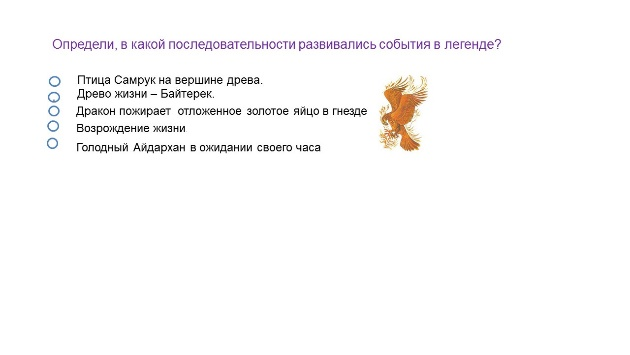 Определи, в какой последовательности развивались события в легенде?
Птица Самрук на вершине древа.
Древо жизни – Байтерек.
Дракон пожирает отложенное золотое яйцо в гнезде
Возрождение жизни
Голодный Айдархан в ожидании своего часа